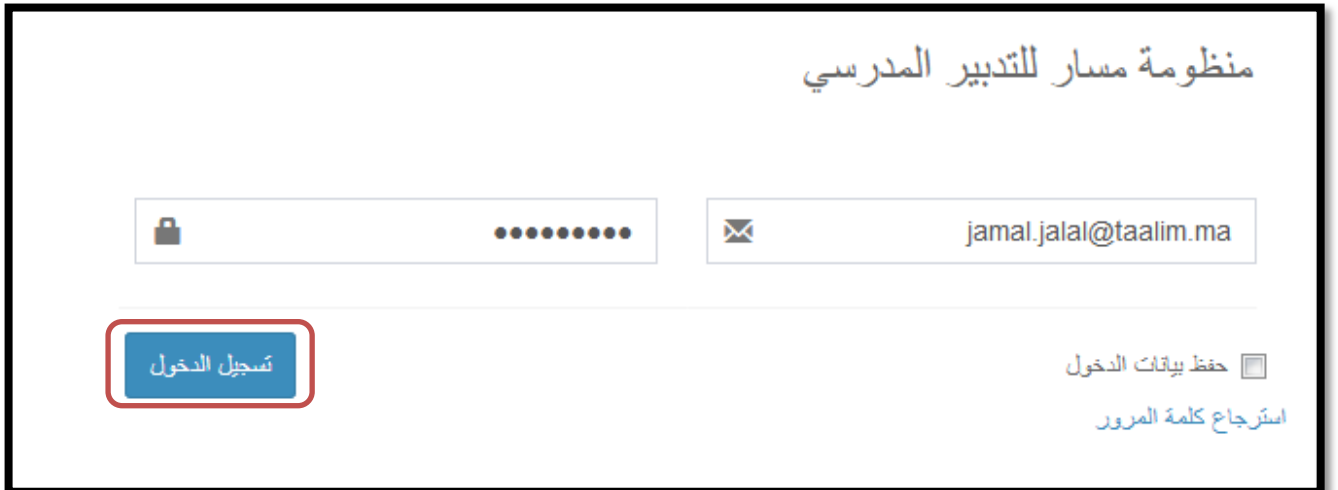 منظومة مسار للتدبير المدرسي
jamal.jalal@taalim.ma
•••••••••
حفظ بيانات الدخول
تسجيل الدخول
استرجاع كلمة المرور